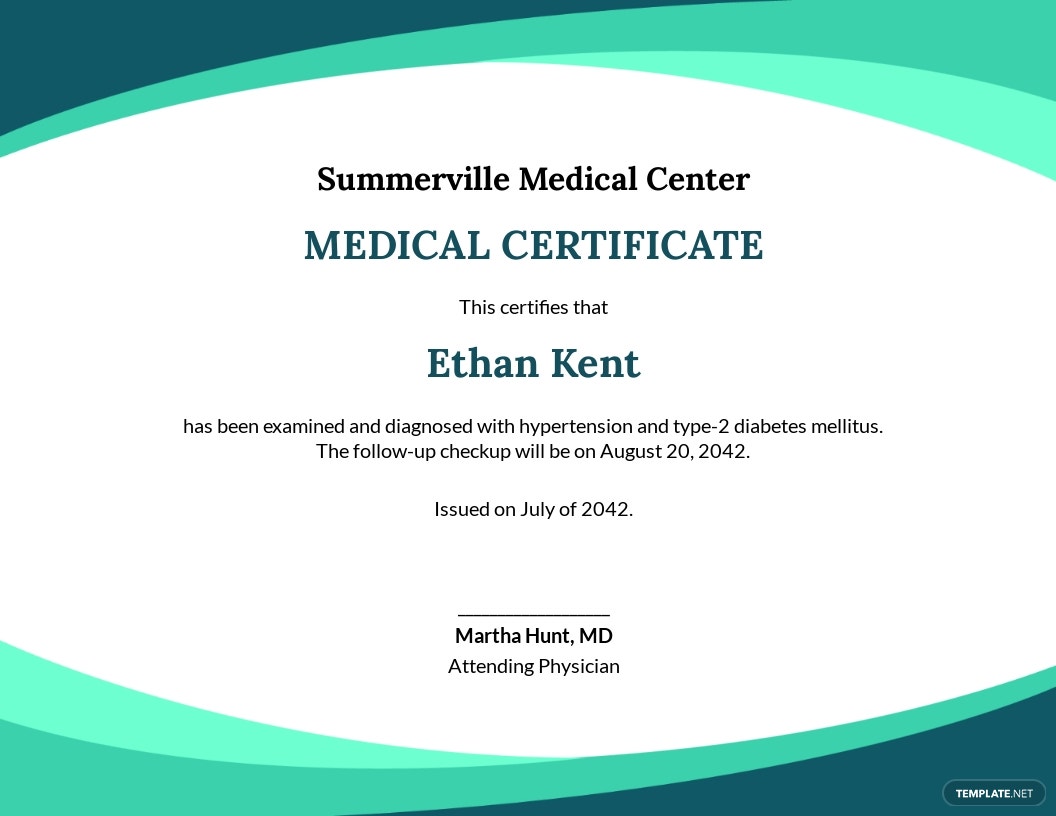 Summerville Medical Center
MEDICAL CERTIFICATE
This certifies that
Ethan Kent
has been examined and diagnosed with hypertension and type-2 diabetes mellitus.
The follow-up checkup will be on August 20, 2042.
Issued on July of 2042.
___________________
Martha Hunt, MD
Attending Physician
TEMPLATE.NET